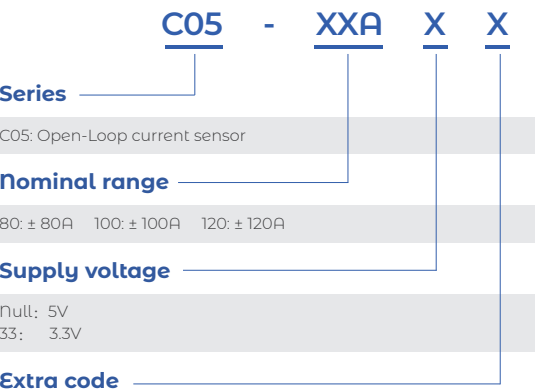 C05 - XXA X X
Series
C05: Open-Loop current sensor
Nominal range
80: ± 80A 100: ± 100A 120: ± 120A
Supply voltage
Null： 5V
33： 3.3V
Extra code